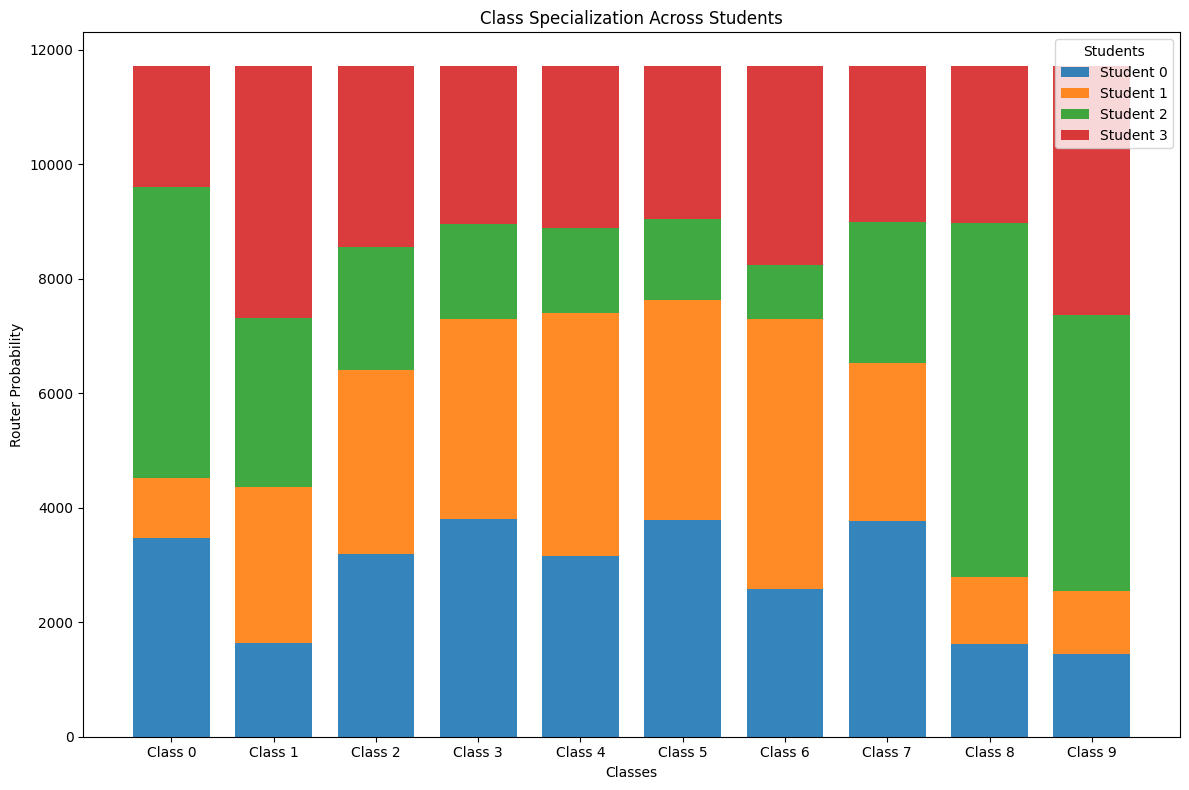 Class Specialization Across Students
Router Probability
12000
10000
8000
6000
4000
2000
0
Students
Student 0
Student 1
Student 2
Student 3
Class 0 Class 1 Class 2 Class 3 Class 4 Class 5 Class 6 Class 7 Class 8 Class 9
Classes